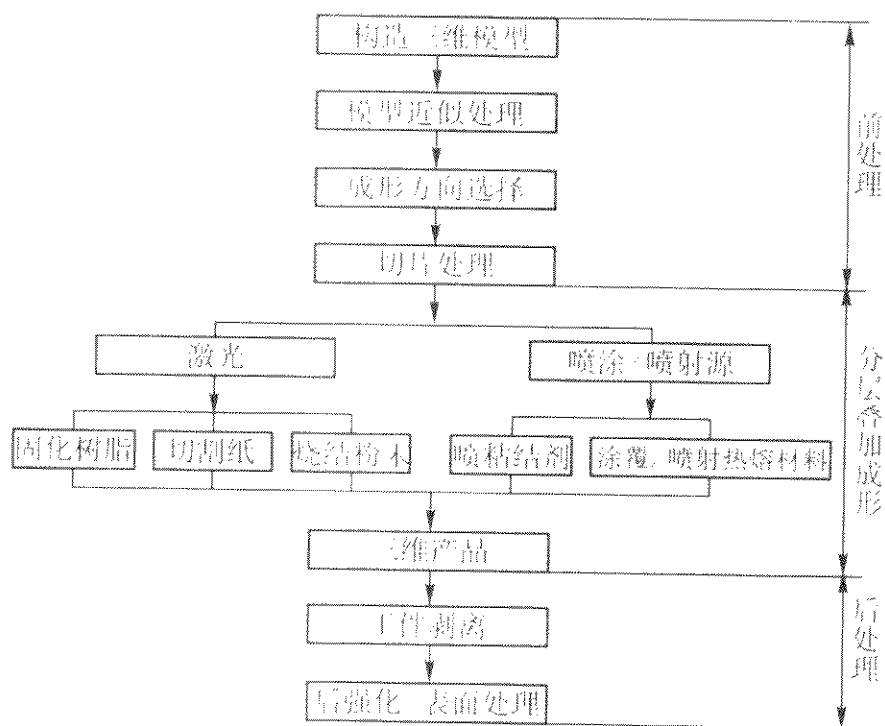 构造三维模型
模型近似处理
成形方向选择
切片处理
前处理
激光
喷涂/喷射源
固化树脂
切割纸
烧结粉末
喷粘结剂
涂覆/喷射热熔材料
分层叠加成形
三维产品
工件剥离
后强化 表面处理
后处理